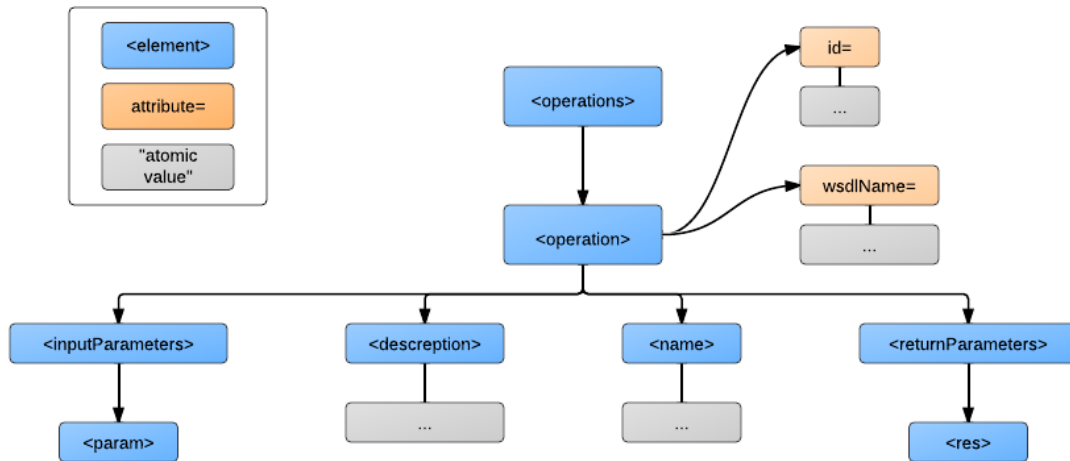 <element>
attribute=
"atomic
value"
<operations>
id=
...
wsdlName=
...
<operation>
<inputParameters>
<descreption>
<name>
<returnParameters>
...
...
<param>
<res>